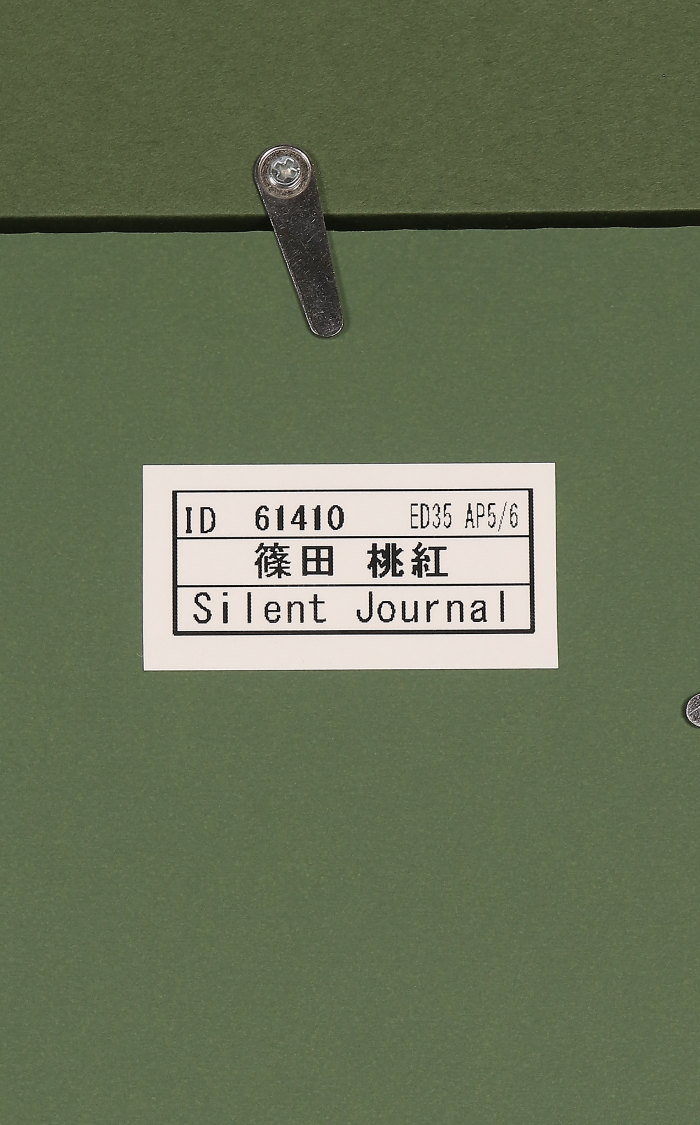 ID 61410 ED35 AP5/6
篠田 桃紅
Silent Journal